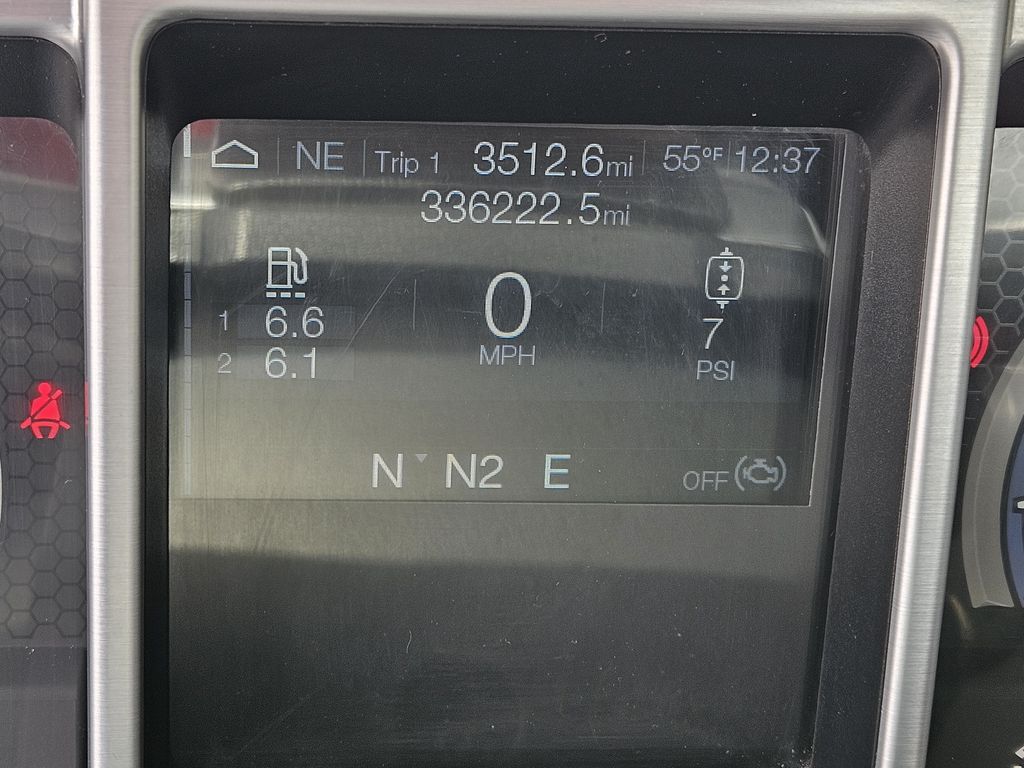 NE Trip 1 3512.6mi 55°F 12:37
336222.5mi
1 6.6
2 6.1
0
MPH
7
PSI
N N2 E OFF